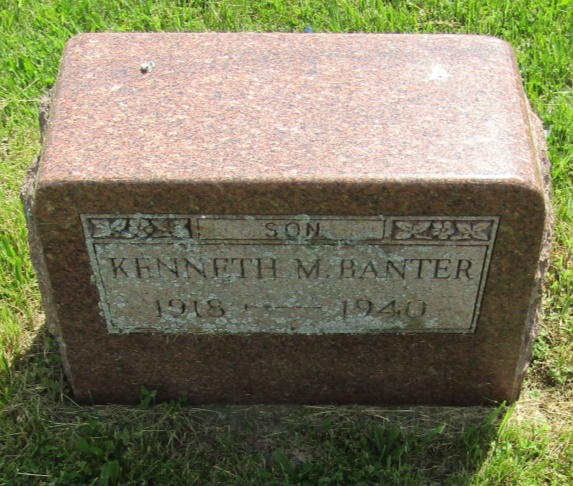 SON
KENNETH M. BANTER
1918 — 1940